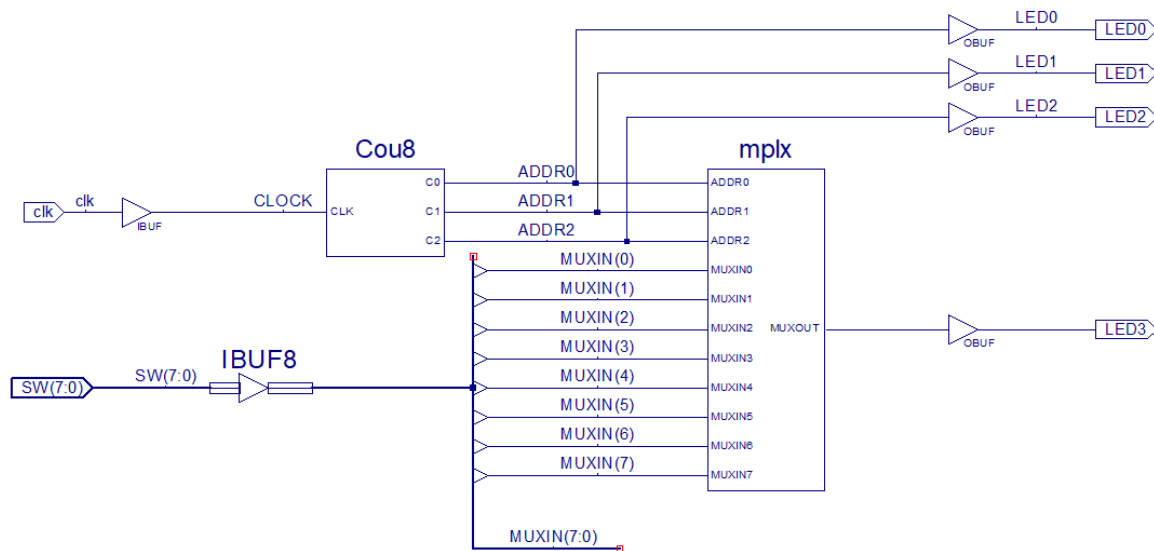 LED0
LED0
OBUF
LED1
LED1
OBUF
LED2
LED2
OBUF
Cou8
mplx
C0
ADDR0
ADDR0
clk
clk
IBUF
CLOCK
CLK
C1
ADDR1
ADDR1
C2
ADDR2
ADDR2
MUXIN(0)
MUXIN0
MUXIN(1)
MUXIN1
MUXIN(2)
MUXIN2
MUXOUT
OBUF
LED3
MUXIN(3)
MUXIN3
IBUF8
SW(7:0)
SW(7:0)
MUXIN(4)
MUXIN4
MUXIN(5)
MUXIN5
MUXIN(6)
MUXIN6
MUXIN(7)
MUXIN7
MUXIN(7:0)